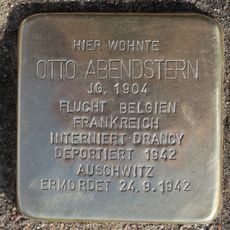 HIER WOHNTE
OTTO ABENDSTERN
JG. 1904
FLUCHT BELGIEN
FRANKREICH
INTERNIERT DRANCY
DEPORTIERT 1942
AUSCHWITZ
ERMORDET 24.9.1942